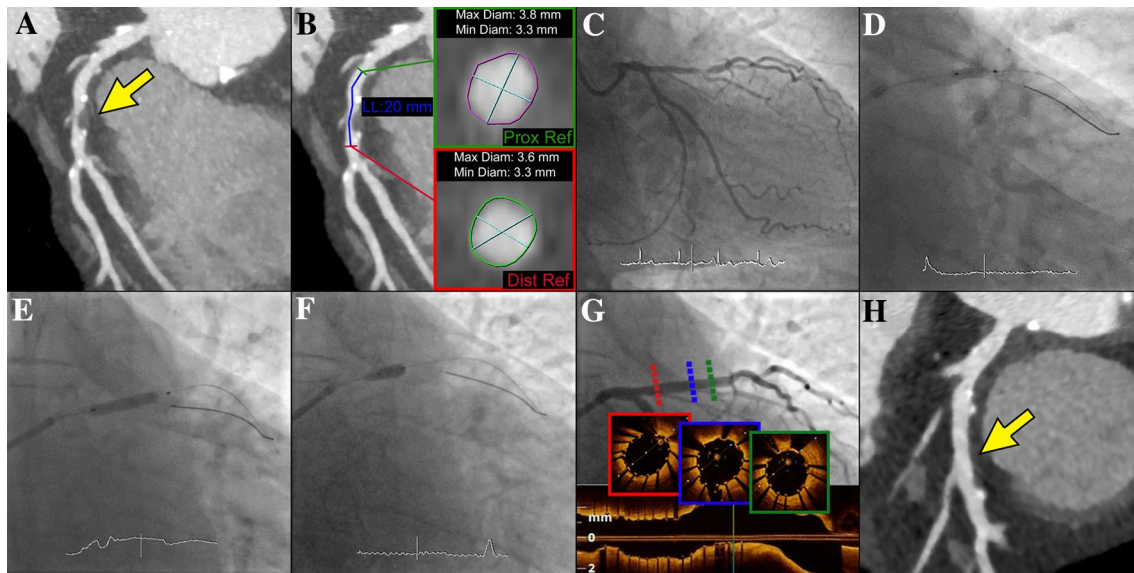 A
B
LL:20 mm
Max Diam: 3.8 mm
Min Diam: 3.3 mm
Prox Ref
Max Diam: 3.6 mm
Min Diam: 3.3 mm
Dist Ref
C
D
E
F
G
mm
0
2
H